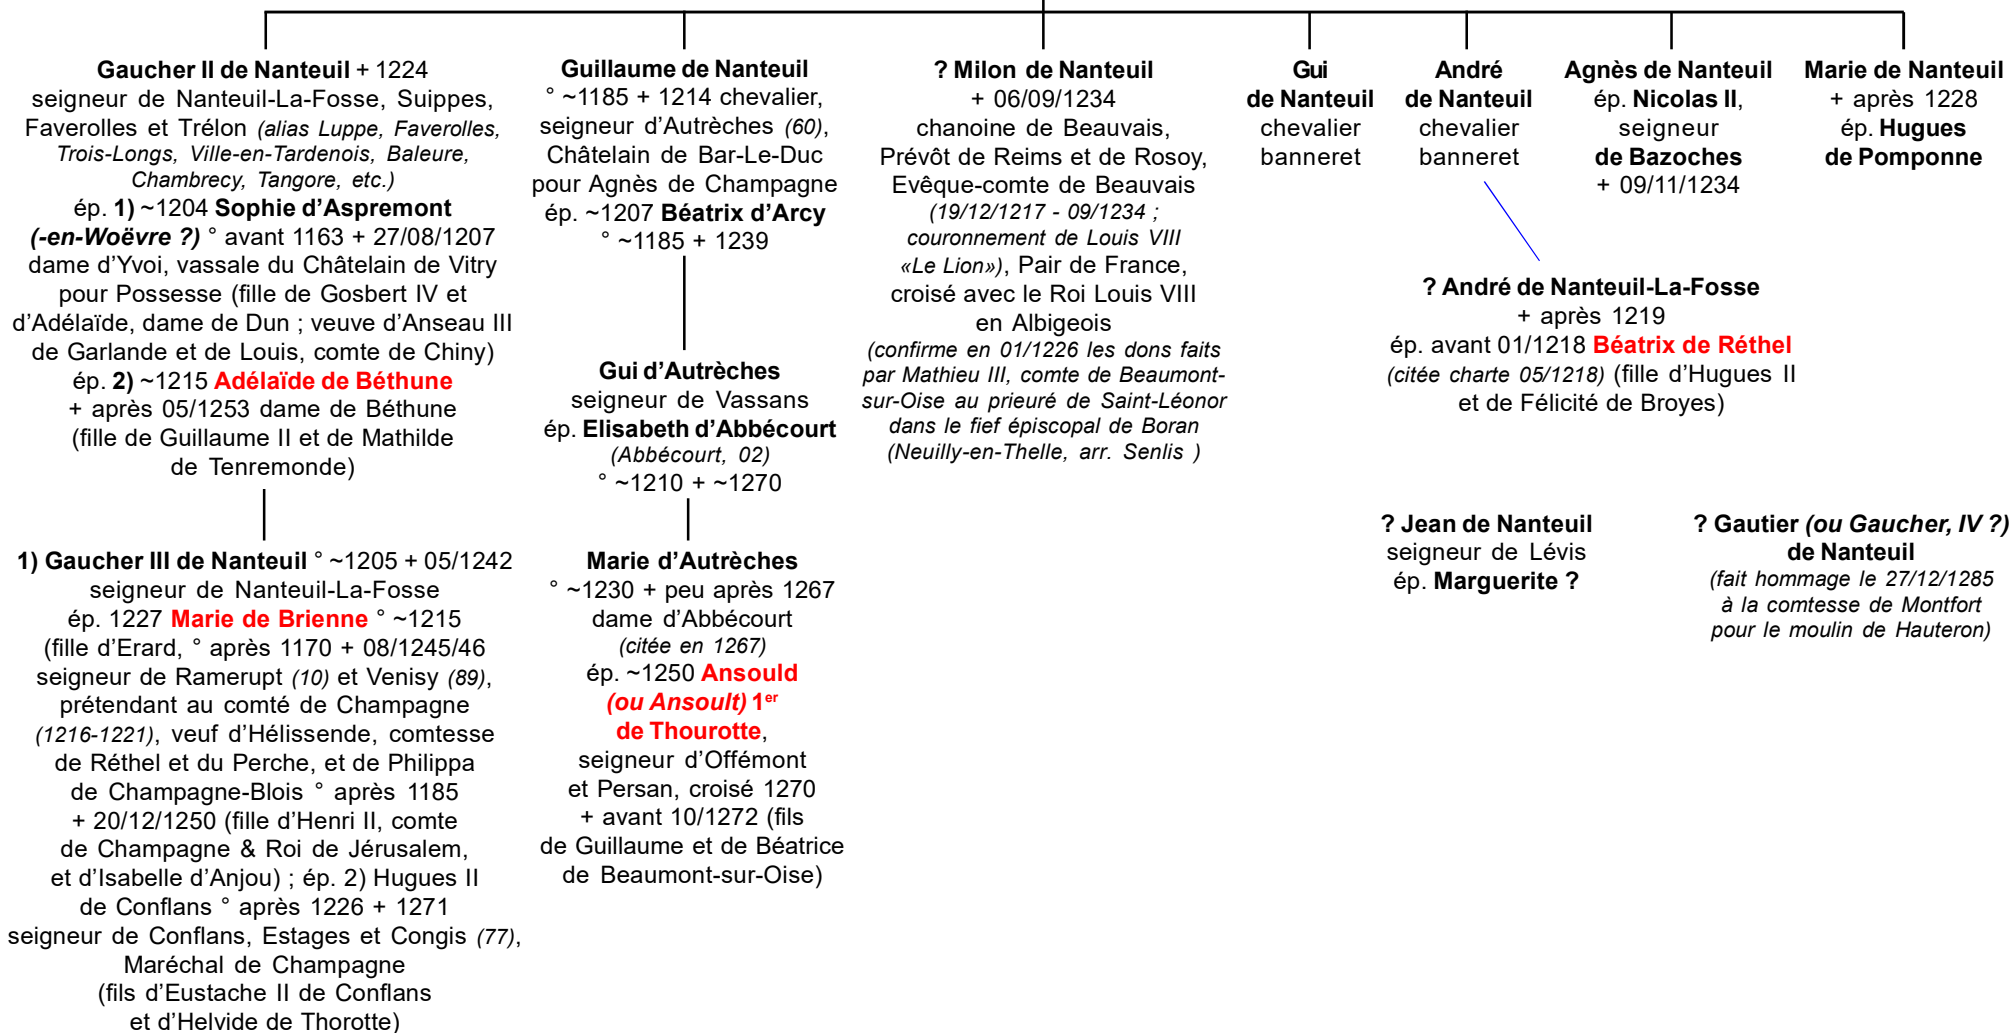 Gaucher II de Nanteuil + 1224
seigneur de Nanteuil-La-Fosse, Suippes,
Faverolles et Trélon (alias Luppe, Faverolles,
Trois-Longs, Ville-en-Tardenois, Baleure,
Chambrecy, Tangore, etc.)
ép. 1) ~1204 Sophie d’Aspremont
(-en-Woëvre ?) ° avant 1163 + 27/08/1207
dame d’Yvoi, vassale du Châtelain de Vitry
pour Possesse (fille de Gosbert IV et
d’Adélaïde, dame de Dun ; veuve d’Anseau III
de Garlande et de Louis, comte de Chiny)
ép. 2) ~1215 Adélaïde de Béthune
+ après 05/1253 dame de Béthune
(fille de Guillaume II et de Mathilde
de Tenremonde)
1) Gaucher III de Nanteuil ° ~1205 + 05/1242
seigneur de Nanteuil-La-Fosse
ép. 1227 Marie de Brienne ° ~1215
(fille d’Erard, ° après 1170 + 08/1245/46
seigneur de Ramerupt (10) et Venisy (89),
prétendant au comté de Champagne
(1216-1221), veuf d’Hélissende, comtesse
de Réthel et du Perche, et de Philippa
de Champagne-Blois ° après 1185
+ 20/12/1250 (fille d’Henri II, comte
de Champagne & Roi de Jérusalem,
et d’Isabelle d’Anjou) ; ép. 2) Hugues II
de Conflans ° après 1226 + 1271
seigneur de Conflans, Estages et Congis (77),
Maréchal de Champagne
(fils d’Eustache II de Conflans
et d’Helvide de Thorotte)
Guillaume de Nanteuil
° ~1185 + 1214 chevalier,
seigneur d’Autrèches (60),
Châtelain de Bar-Le-Duc
pour Agnès de Champagne
ép. ~1207 Béatrix d’Arcy
° ~1185 + 1239
Gui d’Autrèches
seigneur de Vassans
ép. Elisabeth d’Abbécourt
(Abbécourt, 02)
° ~1210 + ~1270
Marie d’Autrèches
° ~1230 + peu après 1267
dame d’Abbécourt
(citée en 1267)
ép. ~1250 Ansould
(ou Ansoult) 1er
de Thourotte,
seigneur d’Offémont
et Persan, croisé 1270
+ avant 10/1272 (fils
de Guillaume et de Béatrice
de Beaumont-sur-Oise)
? Milon de Nanteuil
+ 06/09/1234
chanoine de Beauvais,
Prévôt de Reims et de Rosoy,
Evêque-comte de Beauvais
(19/12/1217 - 09/1234 ;
couronnement de Louis VIII
«Le Lion»), Pair de France,
croisé avec le Roi Louis VIII
en Albigeois
(confirme en 01/1226 les dons faits
par Mathieu III, comte de Beaumont-
sur-Oise au prieuré de Saint-Léonor
dans le fief épiscopal de Boran
(Neuilly-en-Thelle, arr. Senlis )
Gui
de Nanteuil
chevalier
banneret
André
de Nanteuil
chevalier
banneret
Agnès de Nanteuil
ép. Nicolas II,
seigneur
de Bazoches
+ 09/11/1234
Marie de Nanteuil
+ après 1228
ép. Hugues
de Pomponne
? André de Nanteuil-La-Fosse
+ après 1219
ép. avant 01/1218 Béatrix de Réthel
(citée charte 05/1218) (fille d’Hugues II
et de Félicité de Broyes)
? Jean de Nanteuil
seigneur de Lévis
ép. Marguerite ?
? Gautier (ou Gaucher, IV ?)
de Nanteuil
(fait hommage le 27/12/1285
à la comtesse de Montfort
pour le moulin de Hauteron)